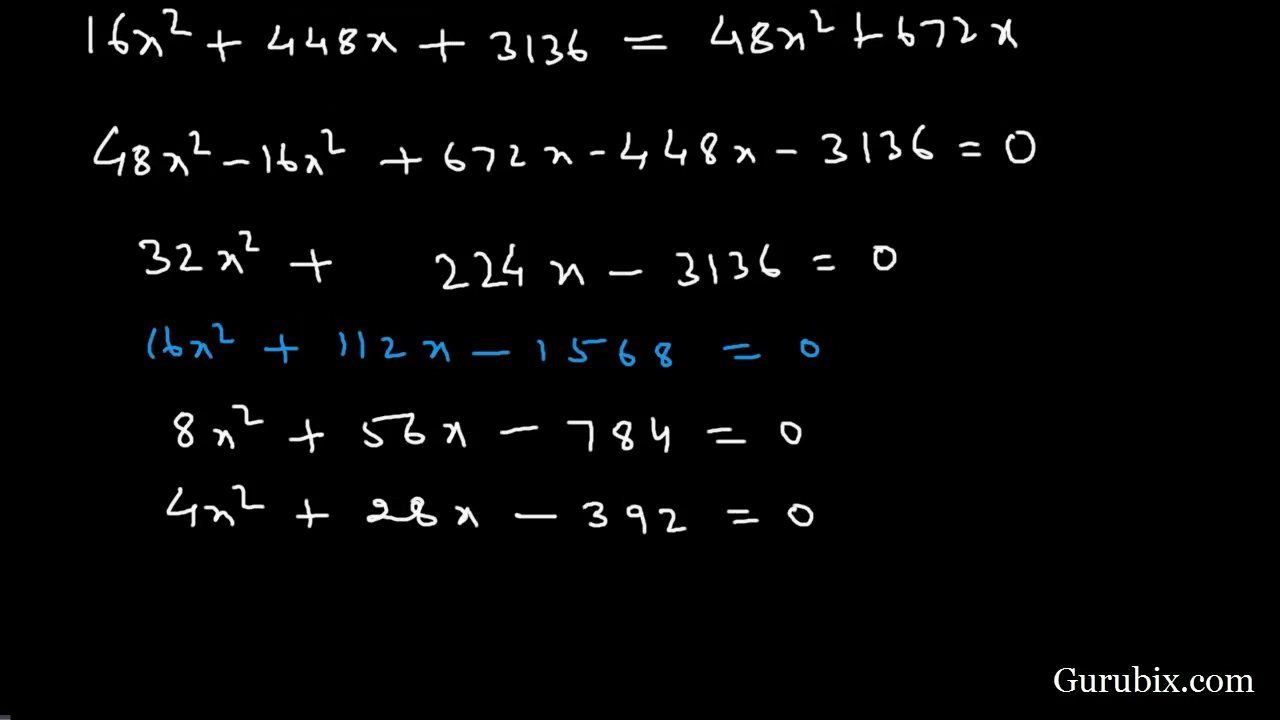 16x² + 448x + 3136 = 48x² + 672x
48x² - 16x² + 672x - 448x - 3136 = 0
32x² + 224x - 3136 = 0
16x² + 112x - 1568 = 0
8x² + 56x - 784 = 0
4x² + 28x - 392 = 0
Gurubix.com